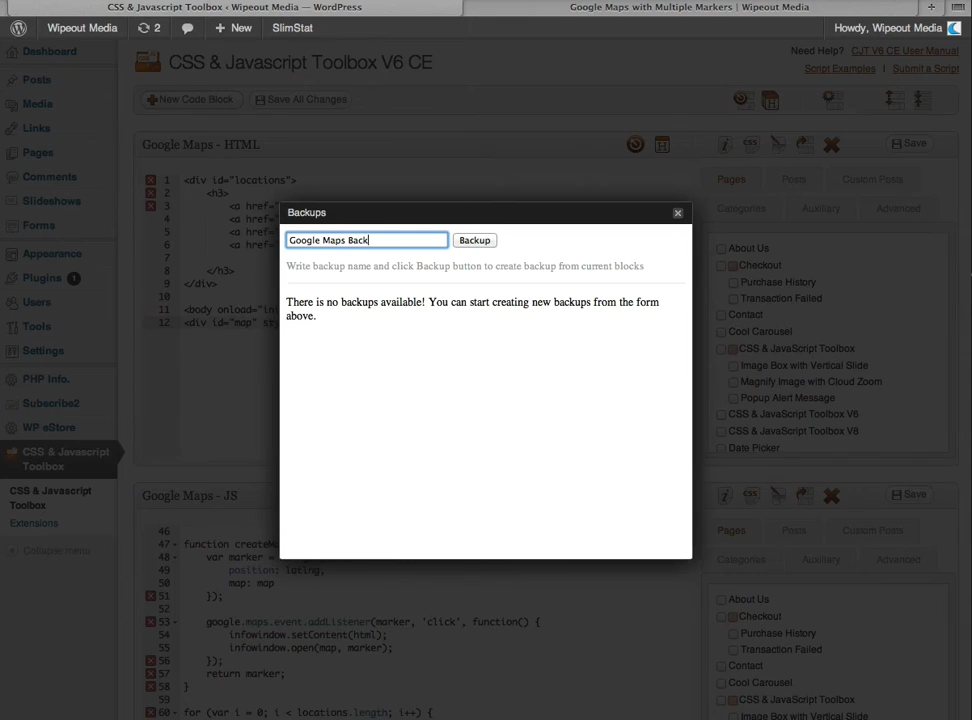 CSS & Javascript Toolbox ‹ Wipeout Media — WordPress
Google Maps with Multiple Markers | Wipeout Media
Wipeout Media
2
+ New
SlimStat
Howdy, Wipeout Media
Dashboard
Posts
Media
Links
Pages
Comments
Slideshows
Forms
Appearance
Plugins 1
Users
Tools
Settings
PHP Info.
Subscribe2
WP eStore
CSS & Javascript
Toolbox
CSS & Javascript
Toolbox
Extensions
Collapse menu
CSS & Javascript Toolbox V6 CE
Need Help? CJT V6 CE User Manual
Script Examples | Submit a Script
New Code Block
Save All Changes
Google Maps - HTML
Save
1 <div id="locations">
2 <h3>
3 <a href="
4 <a href="
5 <a href="
6 <a href="
7
8 </h3>
9 </div>
10
11 <body onload="in
12 <div id="map" st
Backups
Google Maps Back
Backup
Write backup name and click Backup button to create backup from current blocks
There is no backups available! You can start creating new backups from the form
above.
Pages
Posts
Custom Posts
Categories
Auxiliary
Advanced
About Us
Checkout
Purchase History
Transaction Failed
Contact
Cool Carousel
CSS & JavaScript Toolbox
Image Box with Vertical Slide
Magnify Image with Cloud Zoom
Popup Alert Message
CSS & JavaScript Toolbox V6
CSS & JavaScript Toolbox V8
Date Picker
Google Maps - JS
Save
46
47 function createM
48 var marker =
49 position: latlng,
50 map: map
51 });
52
53 google.maps.event.addListener(marker, 'click', function() {
54 infowindow.setContent(html);
55 infowindow.open(map, marker);
56 });
57 return marker;
58 }
59
60 for (var i = 0; i < locations.length; i++) {
Pages
Posts
Custom Posts
Categories
Auxiliary
Advanced
About Us
Checkout
Purchase History
Transaction Failed
Contact
Cool Carousel
CSS & JavaScript Toolbox